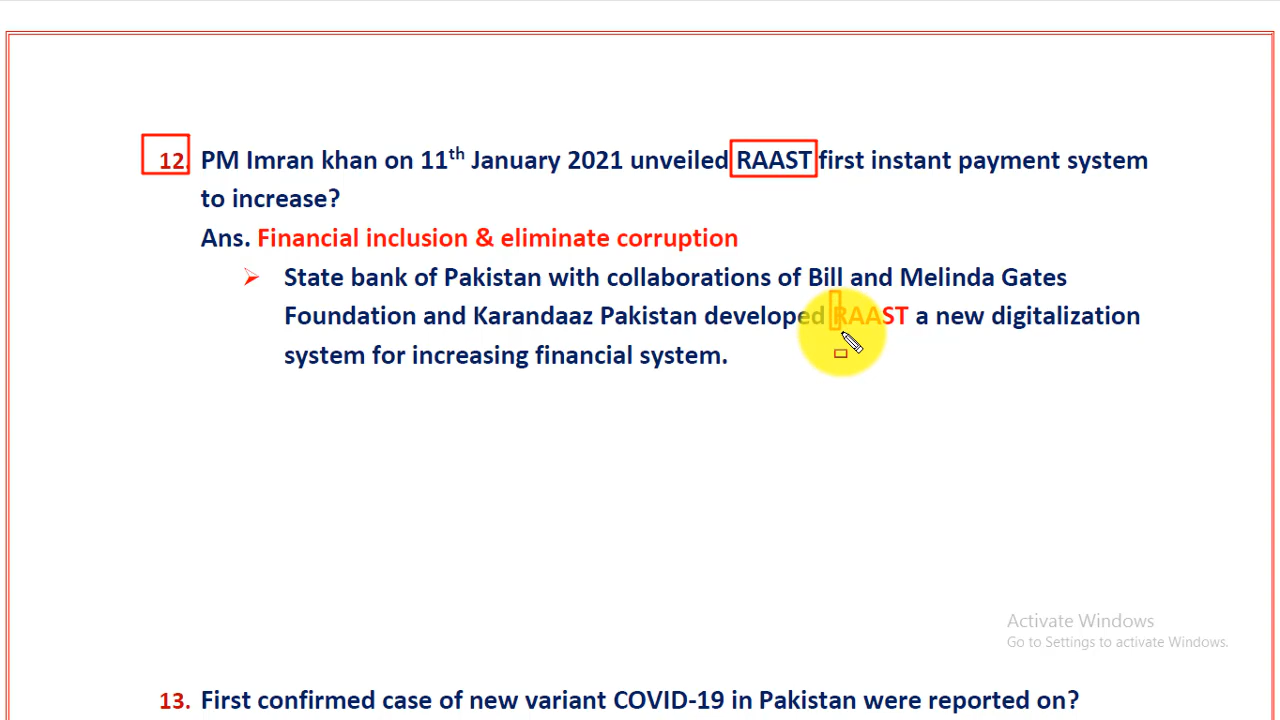 12. PM Imran khan on 11th January 2021 unveiled RAAST first instant payment system
to increase?
Ans. Financial inclusion & eliminate corruption
State bank of Pakistan with collaborations of Bill and Melinda Gates
Foundation and Karandaaz Pakistan developed RAAST a new digitalization
system for increasing financial system.
Activate Windows
Go to Settings to activate Windows.
13. First confirmed case of new variant COVID-19 in Pakistan were reported on?